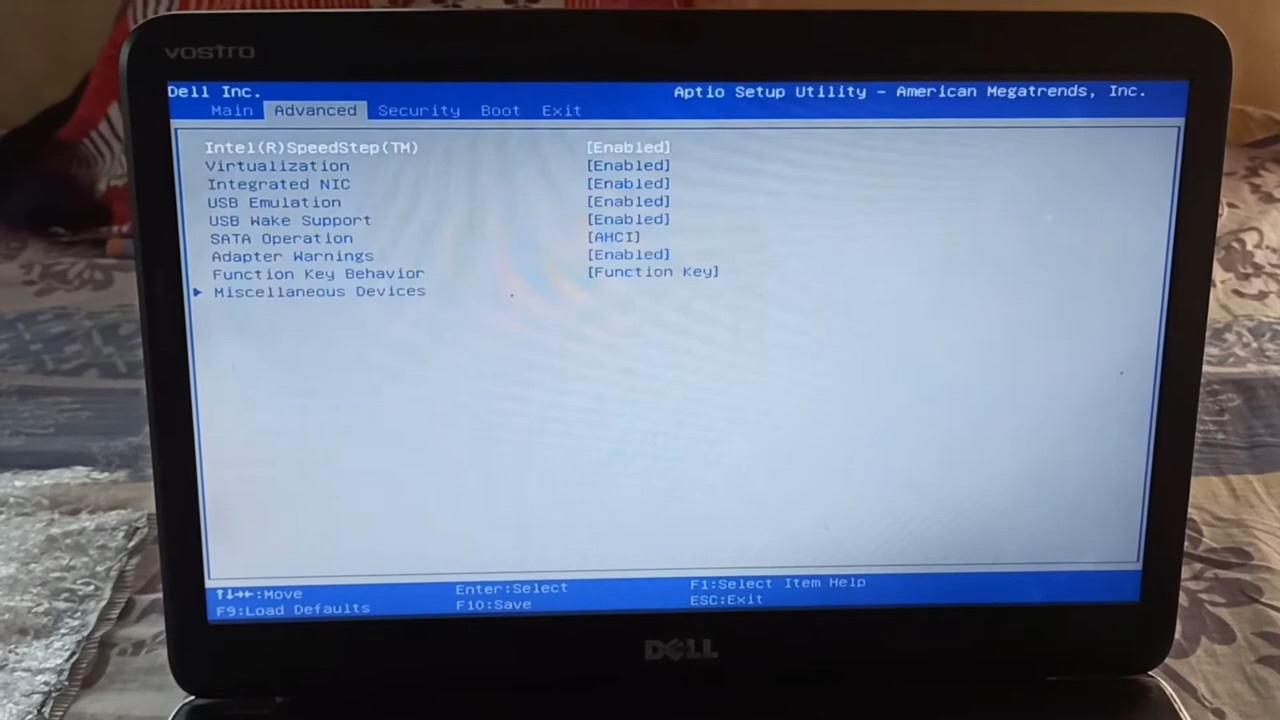 vostro
Dell Inc. Aptio Setup Utility – American Megatrends, Inc.
Main Advanced Security Boot Exit
Intel(R)SpeedStep(TM) [Enabled]
Virtualization [Enabled]
Integrated NIC [Enabled]
USB Emulation [Enabled]
USB Wake Support [Enabled]
SATA Operation [AHCI]
Adapter Warnings [Enabled]
Function Key Behavior [Function Key]
▶ Miscellaneous Devices
↑↓→←:Move Enter:Select F1:Select Item Help
F9:Load Defaults F10:Save ESC:Exit
DELL